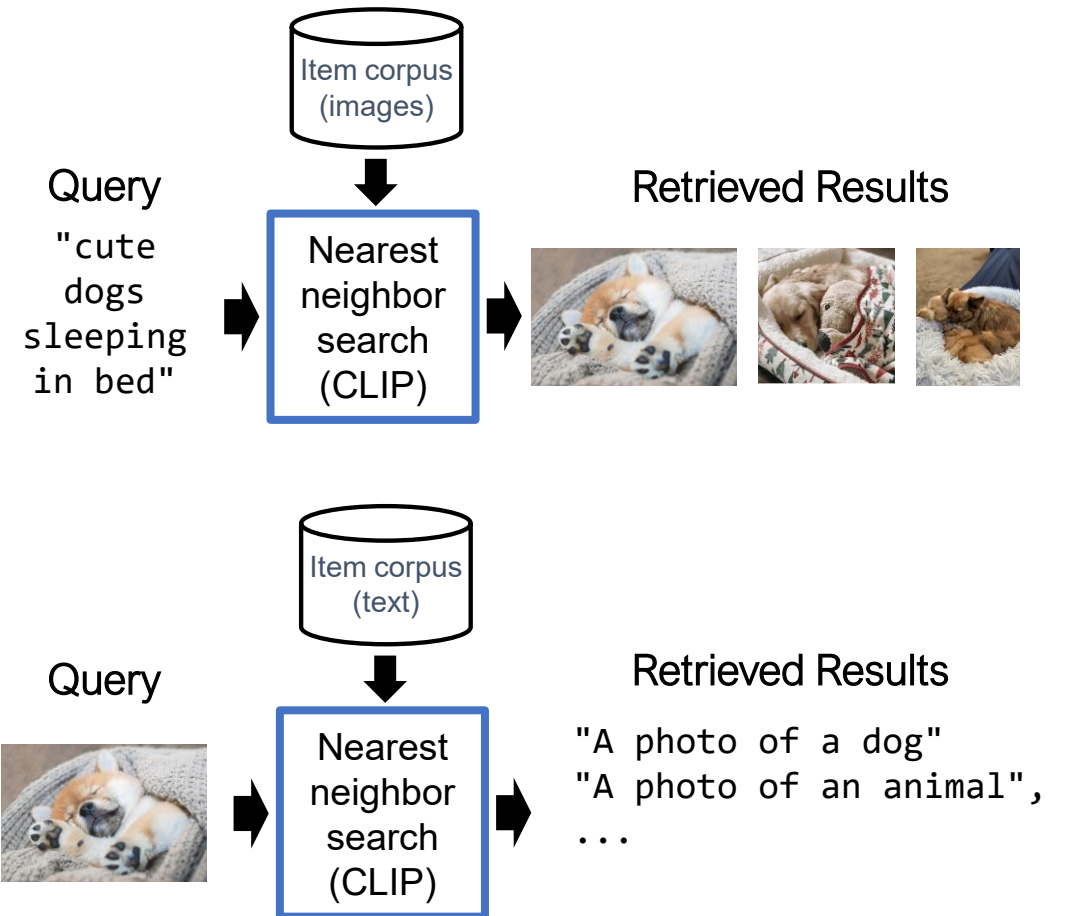 Item corpus
(images)
Query
Retrieved Results
"cute
dogs
sleeping
in bed"
Nearest
neighbor
search
(CLIP)
Item corpus
(text)
Query
Retrieved Results
Nearest
neighbor
search
(CLIP)
"A photo of a dog"
"A photo of an animal",
...